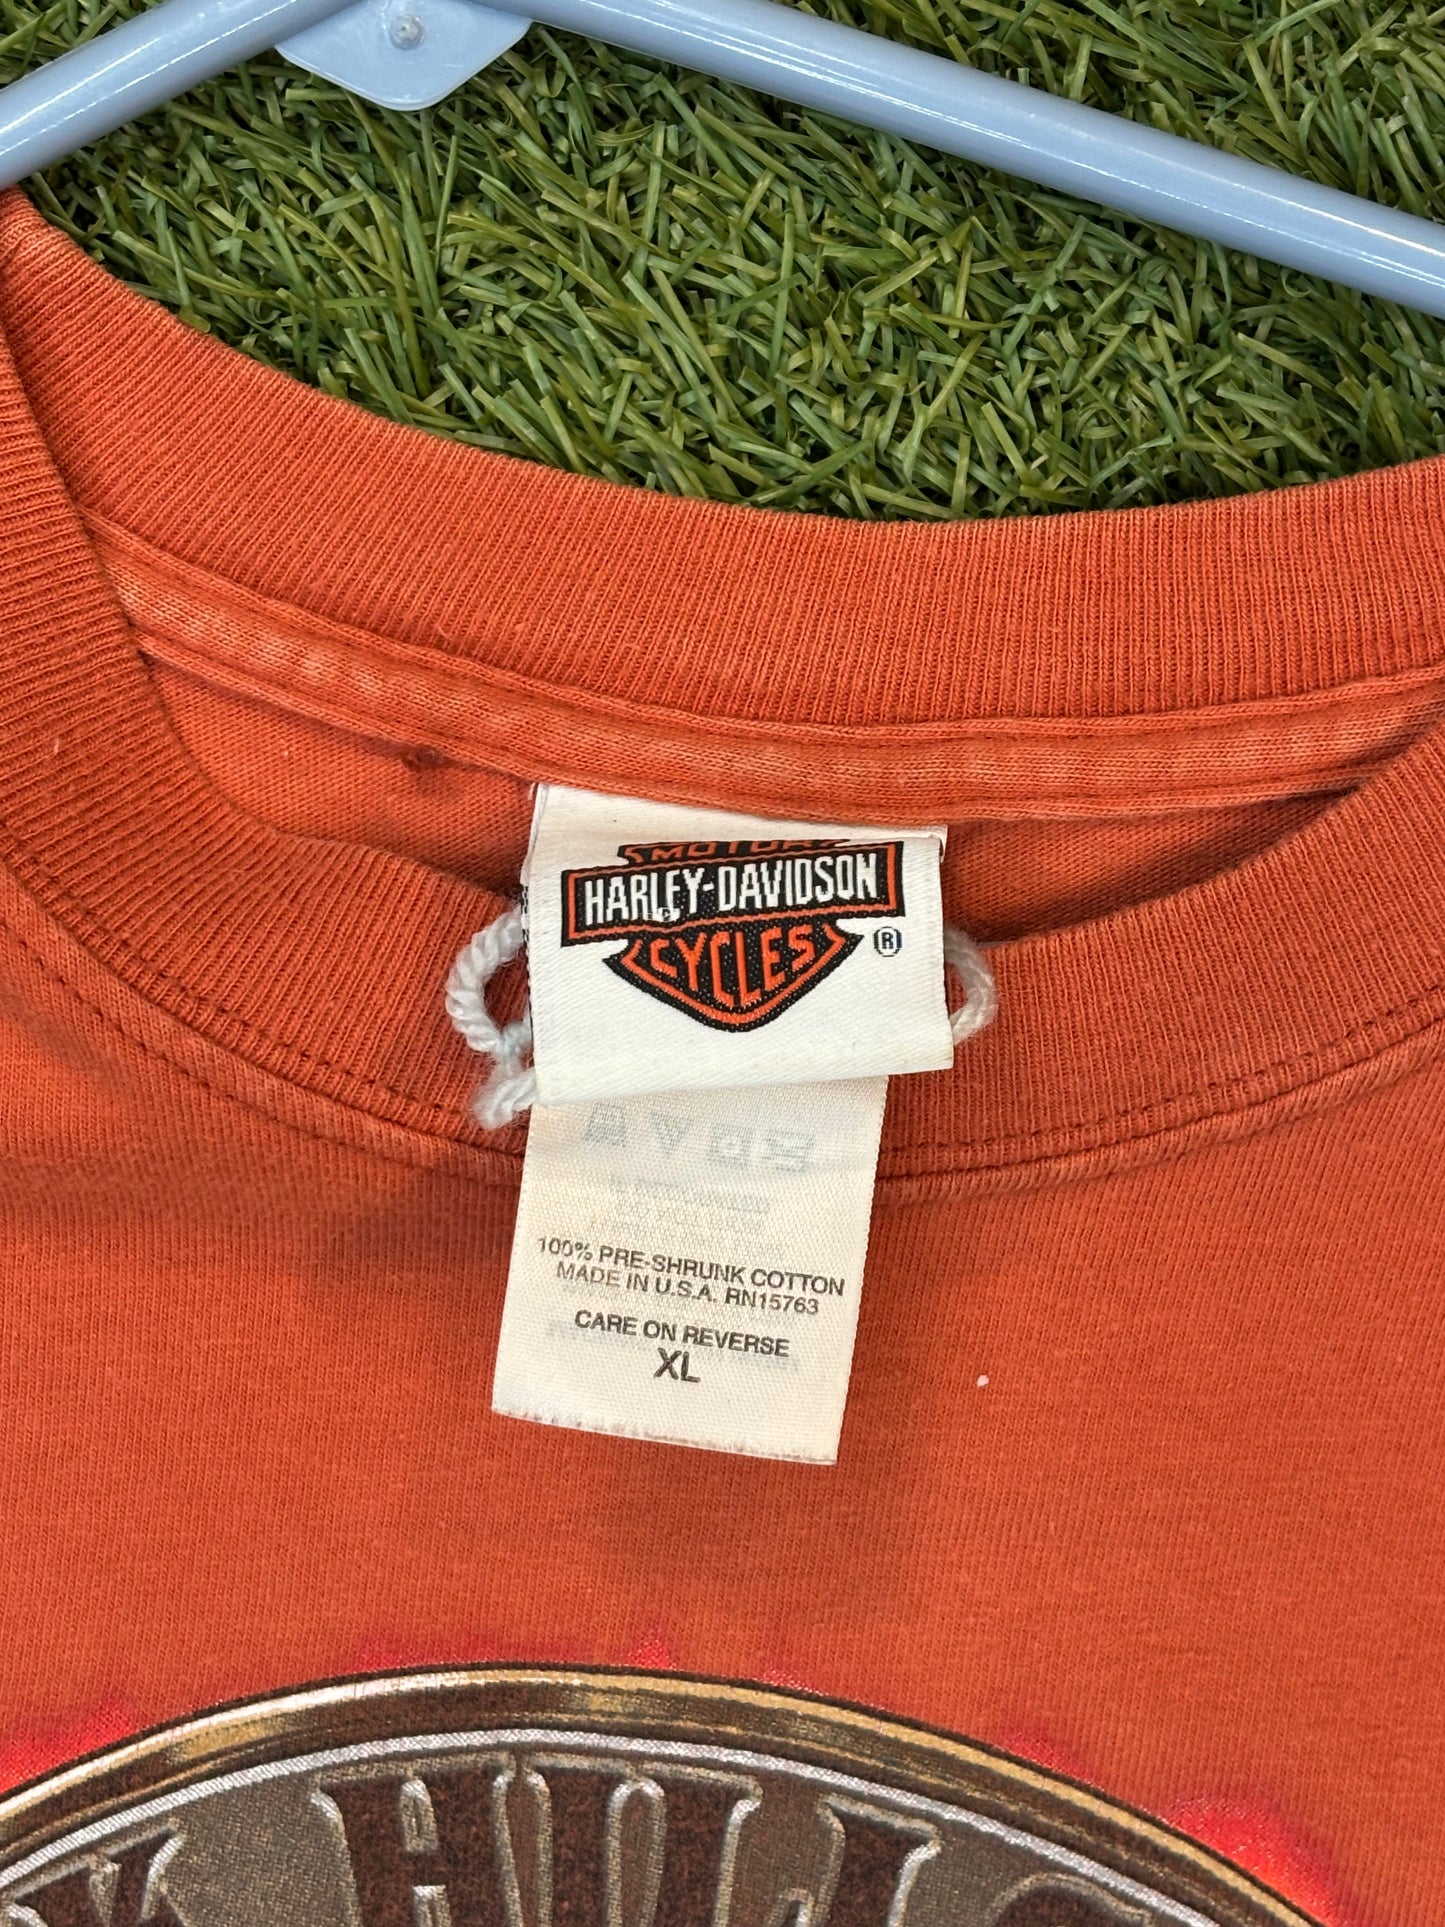 MOTOR
HARLEY-DAVIDSON
CYCLES
®
100% PRE-SHRUNK COTTON
MADE IN U.S.A. RN15763
CARE ON REVERSE
XL